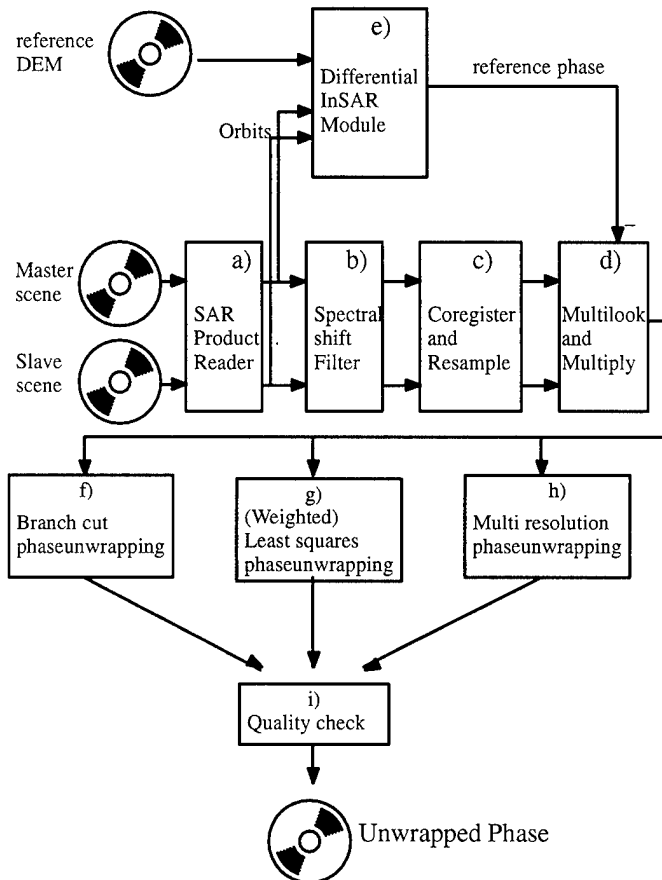 reference
DEM
e)
Differential
InSAR
Module
reference phase
Orbits
–
Master
scene
Slave
scene
a)
SAR
Product
Reader
b)
Spectral
shift
Filter
c)
Coregister
and
Resample
d)
Multilook
and
Multiply
f)
Branch cut
phaseunwrapping
g)
(Weighted)
Least squares
phaseunwrapping
h)
Multi resolution
phaseunwrapping
i)
Quality check
Unwrapped Phase